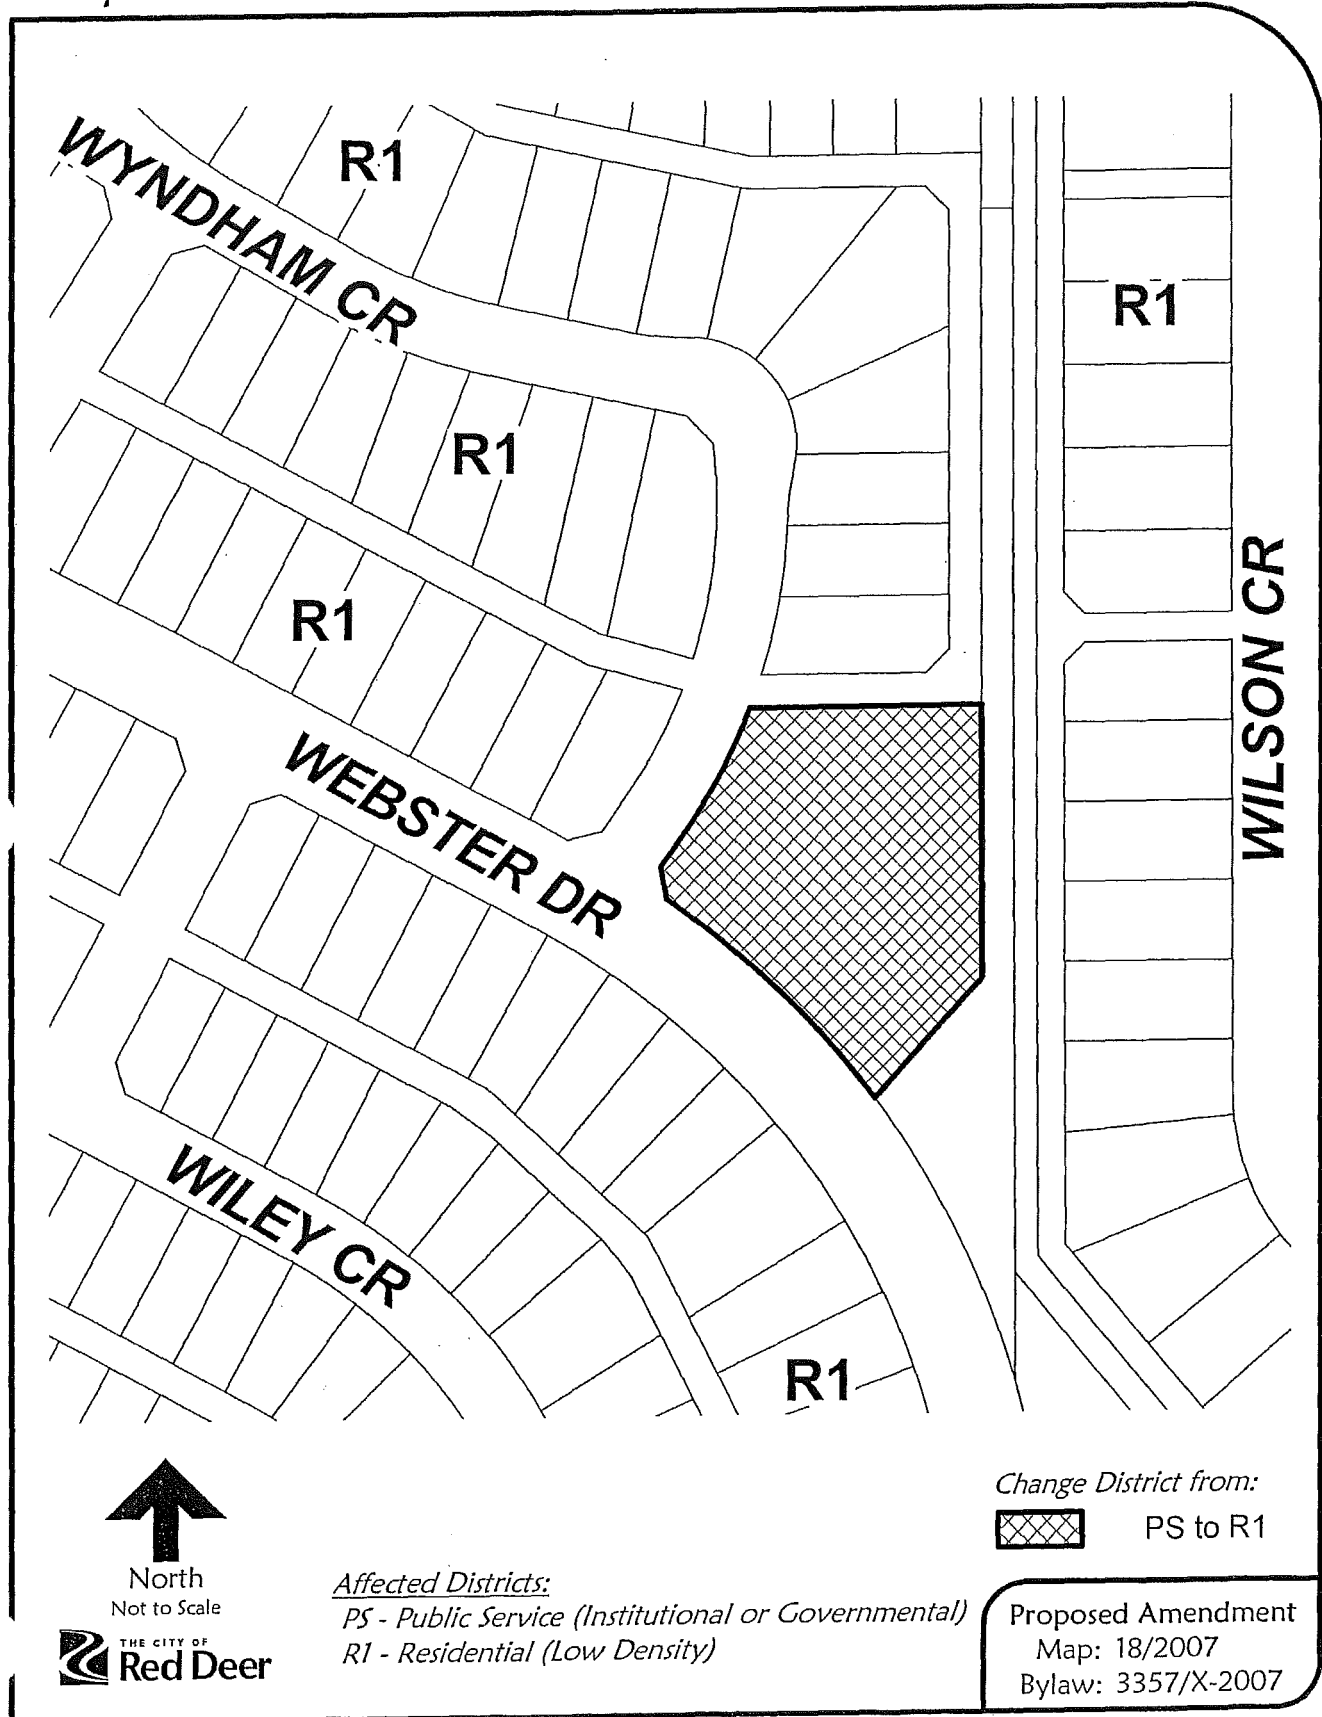 R1
WYNDHAM CR
R1
R1
R1
WILSON CR
WEBSTER DR
WILEY CR
R1
Change District from:
PS to R1
North
Not to Scale
THE CITY OF
Red Deer
Affected Districts:
PS - Public Service (Institutional or Governmental)
R1 - Residential (Low Density)
Proposed Amendment
Map: 18/2007
Bylaw: 3357/X-2007